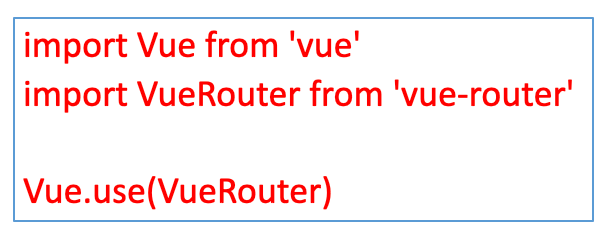 import Vue from 'vue'
import VueRouter from 'vue-router'
Vue.use(VueRouter)